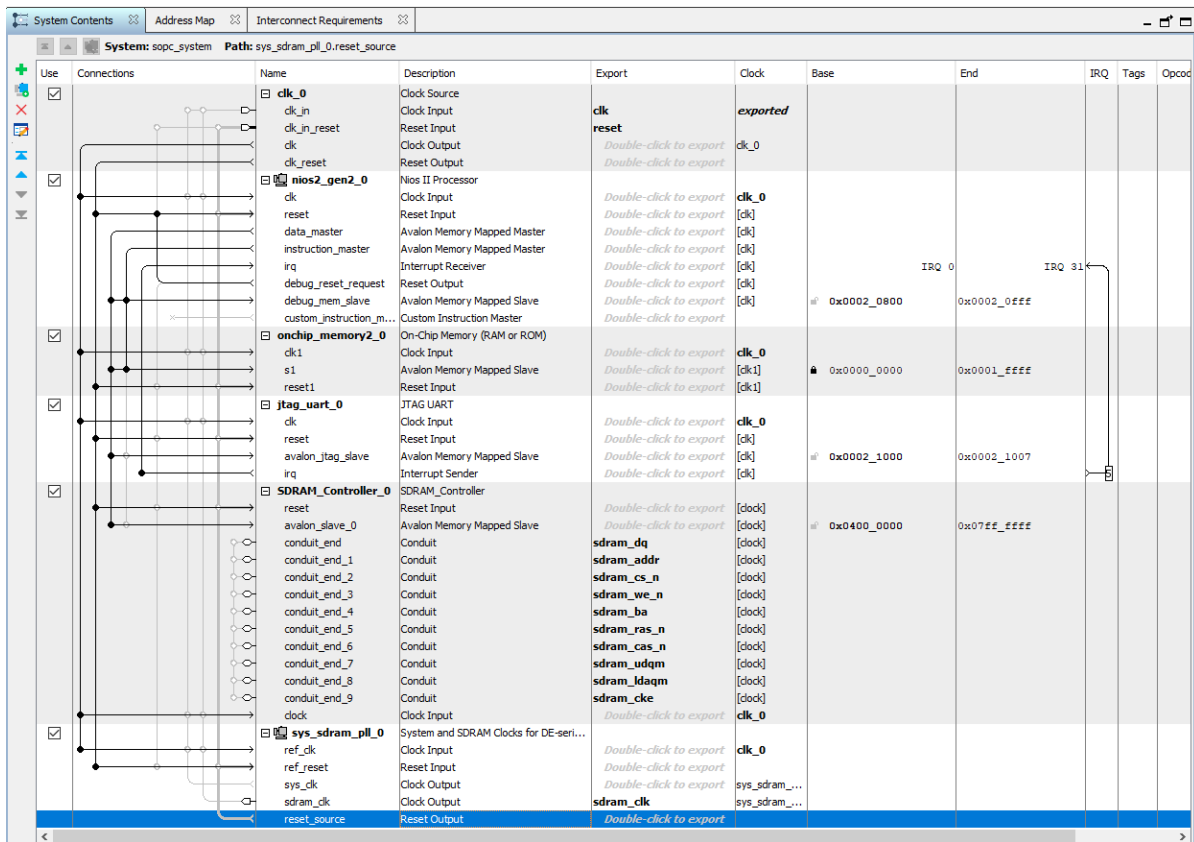 System Contents Address Map Interconnect Requirements
System: sopc_system Path: sys_sdram_pll_0.reset_source
Use Connections Name Description Export Clock Base End IRQ Tags Opcod
clk_0 Clock Source
clk_in Clock Input clk exported
clk_in_reset Reset Input reset
clk Clock Output Double-click to export clk_0
clk_reset Reset Output Double-click to export
nios2_gen2_0 Nios II Processor
clk Clock Input Double-click to export clk_0
reset Reset Input Double-click to export [clk]
data_master Avalon Memory Mapped Master Double-click to export [clk]
instruction_master Avalon Memory Mapped Master Double-click to export [clk]
irq Interrupt Receiver Double-click to export [clk] IRQ 0 IRQ 31
debug_reset_request Reset Output Double-click to export [clk]
debug_mem_slave Avalon Memory Mapped Slave Double-click to export [clk] 0x0002_0800 0x0002_0fff
custom_instruction_m... Custom Instruction Master Double-click to export
onchip_memory2_0 On-Chip Memory (RAM or ROM)
clk1 Clock Input Double-click to export clk_0
s1 Avalon Memory Mapped Slave Double-click to export [clk1] 0x0000_0000 0x0001_ffff
reset1 Reset Input Double-click to export [clk1]
jtag_uart_0 JTAG UART
clk Clock Input Double-click to export clk_0
reset Reset Input Double-click to export [clk]
avalon_jtag_slave Avalon Memory Mapped Slave Double-click to export [clk] 0x0002_1000 0x0002_1007
irq Interrupt Sender Double-click to export [clk] 5
SDRAM_Controller_0 SDRAM_Controller
reset Reset Input Double-click to export [clock]
avalon_slave_0 Avalon Memory Mapped Slave Double-click to export [clock] 0x0400_0000 0x07ff_ffff
conduit_end Conduit sdram_dq [clock]
conduit_end_1 Conduit sdram_addr [clock]
conduit_end_2 Conduit sdram_cs_n [clock]
conduit_end_3 Conduit sdram_we_n [clock]
conduit_end_4 Conduit sdram_ba [clock]
conduit_end_5 Conduit sdram_ras_n [clock]
conduit_end_6 Conduit sdram_cas_n [clock]
conduit_end_7 Conduit sdram_udqm [clock]
conduit_end_8 Conduit sdram_ldaqm [clock]
conduit_end_9 Conduit sdram_cke [clock]
clock Clock Input Double-click to export clk_0
sys_sdram_pll_0 System and SDRAM Clocks for DE-seri...
ref_clk Clock Input Double-click to export clk_0
ref_reset Reset Input Double-click to export
sys_clk Clock Output Double-click to export sys_sdram_...
sdram_clk Clock Output sdram_clk sys_sdram_...
reset_source Reset Output Double-click to export